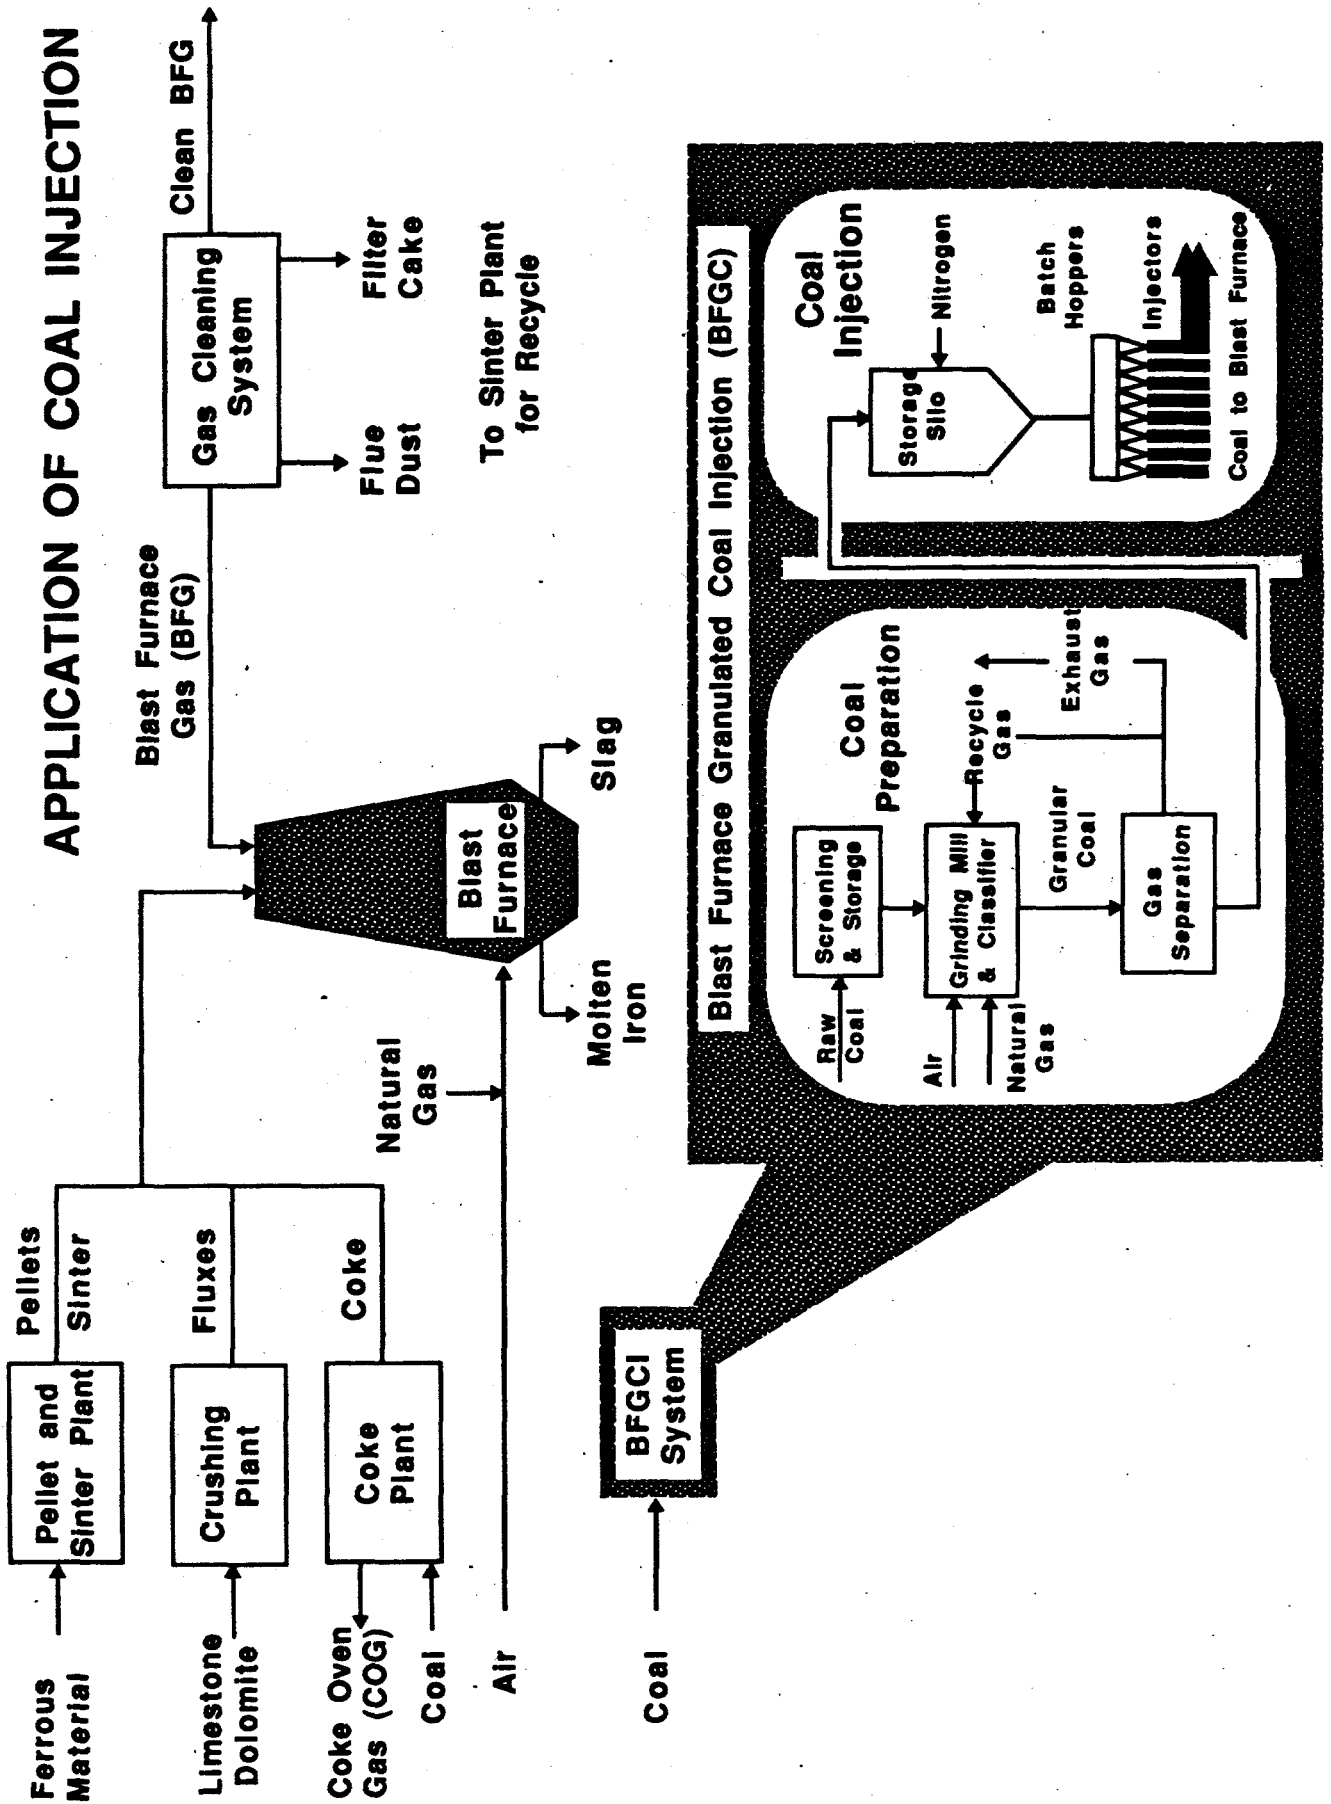 APPLICATION OF COAL INJECTION
Ferrous
Material
Pellet and
Sinter Plant
Pellets
Sinter
Limestone
Dolomite
Crushing
Plant
Fluxes
Coke Oven
Gas (COG)
Coal
Coke
Plant
Coke
Air
Natural
Gas
Blast
Furnace
Molten
Iron
Slag
Blast Furnace
Gas (BFG)
Gas Cleaning
System
Clean BFG
Flue
Dust
Filter
Cake
To Sinter Plant
for Recycle
Coal
BFGCI
System
Blast Furnace Granulated Coal Injection (BFGC)
Coal
Preparation
Raw
Coal
Screening
& Storage
Air
Natural
Gas
Grinding Mill
& Classifier
Recycle
Gas
Exhaust
Gas
Granular
Coal
Gas
Separation
Coal
Injection
Storage
Silo
Nitrogen
Batch
Hoppers
Injectors
Coal to Blast Furnace